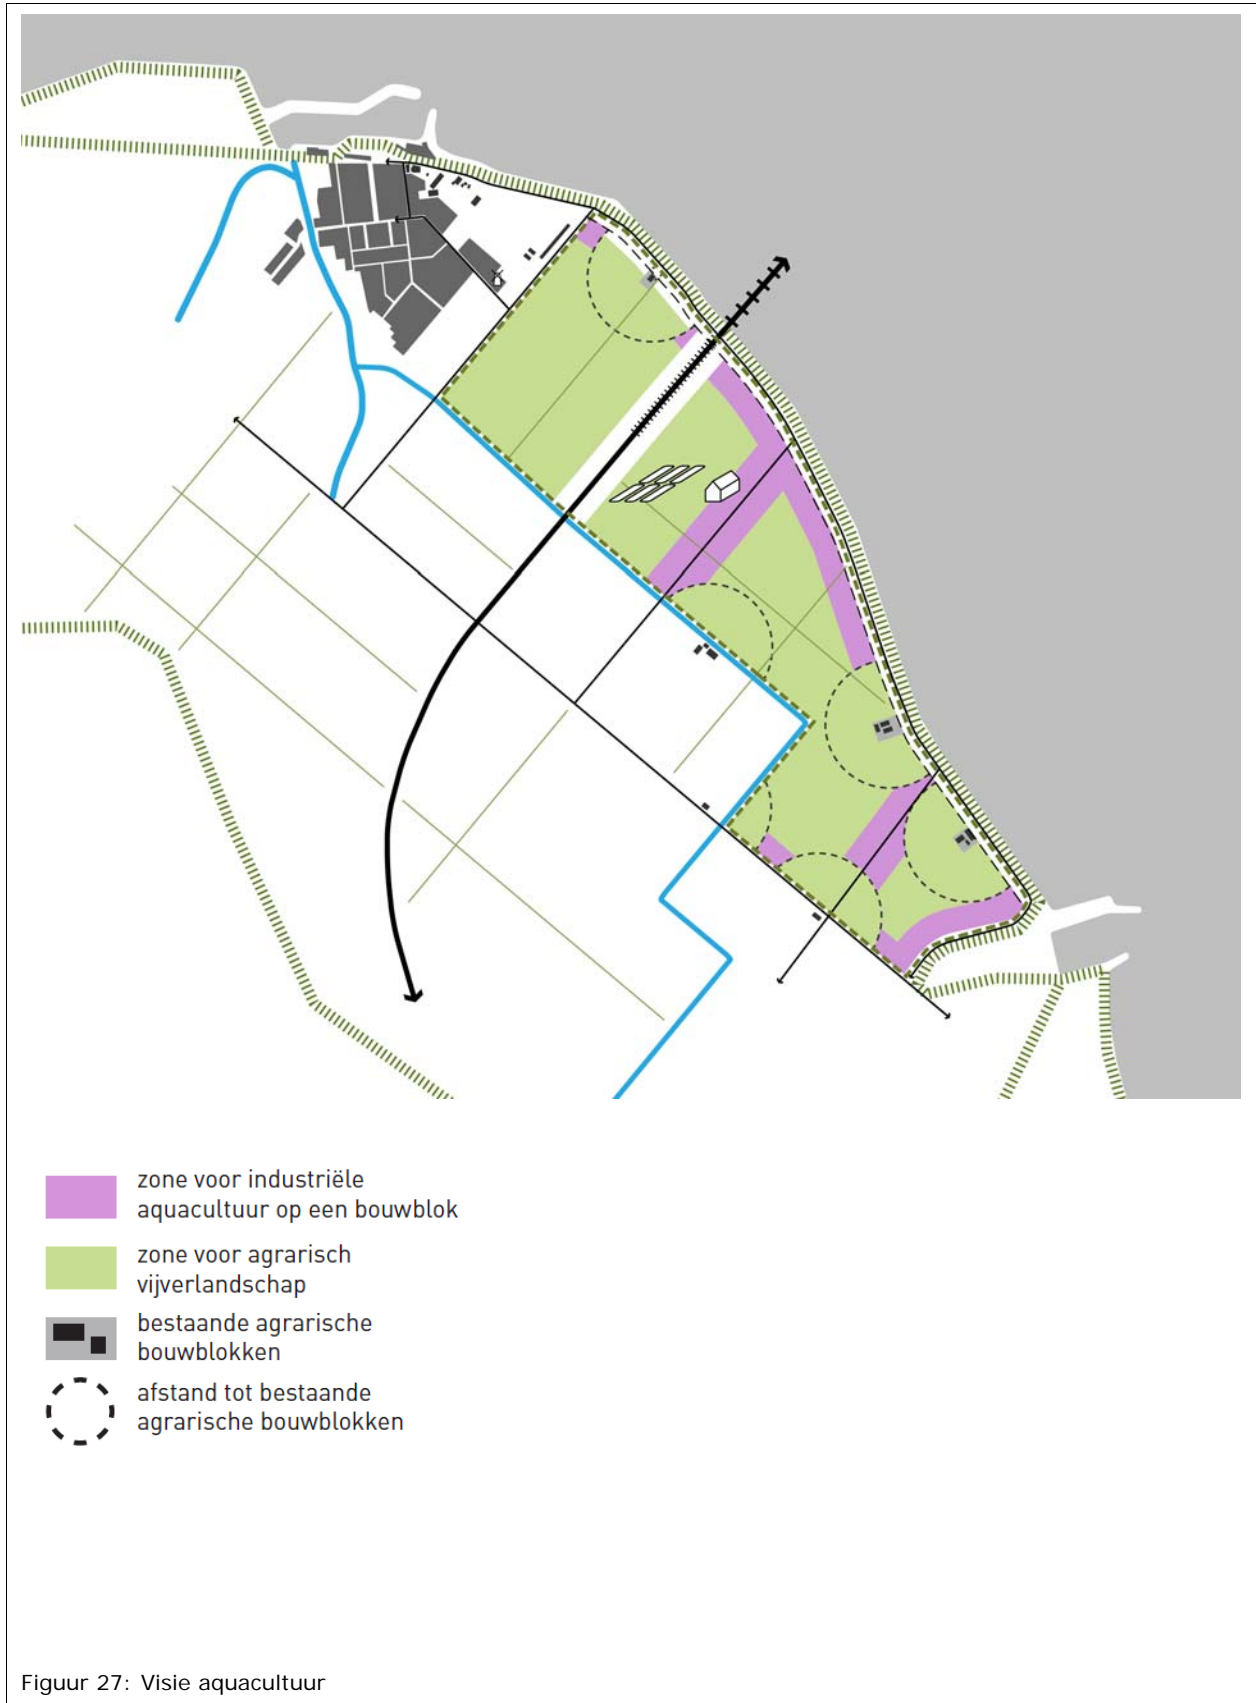 zone voor industriële
aquacultuur op een bouwblok
zone voor agrarisch
vijverlandschap
bestaande agrarische
bouwblokken
afstand tot bestaande
agrarische bouwblokken
Figuur 27: Visie aquacultuur